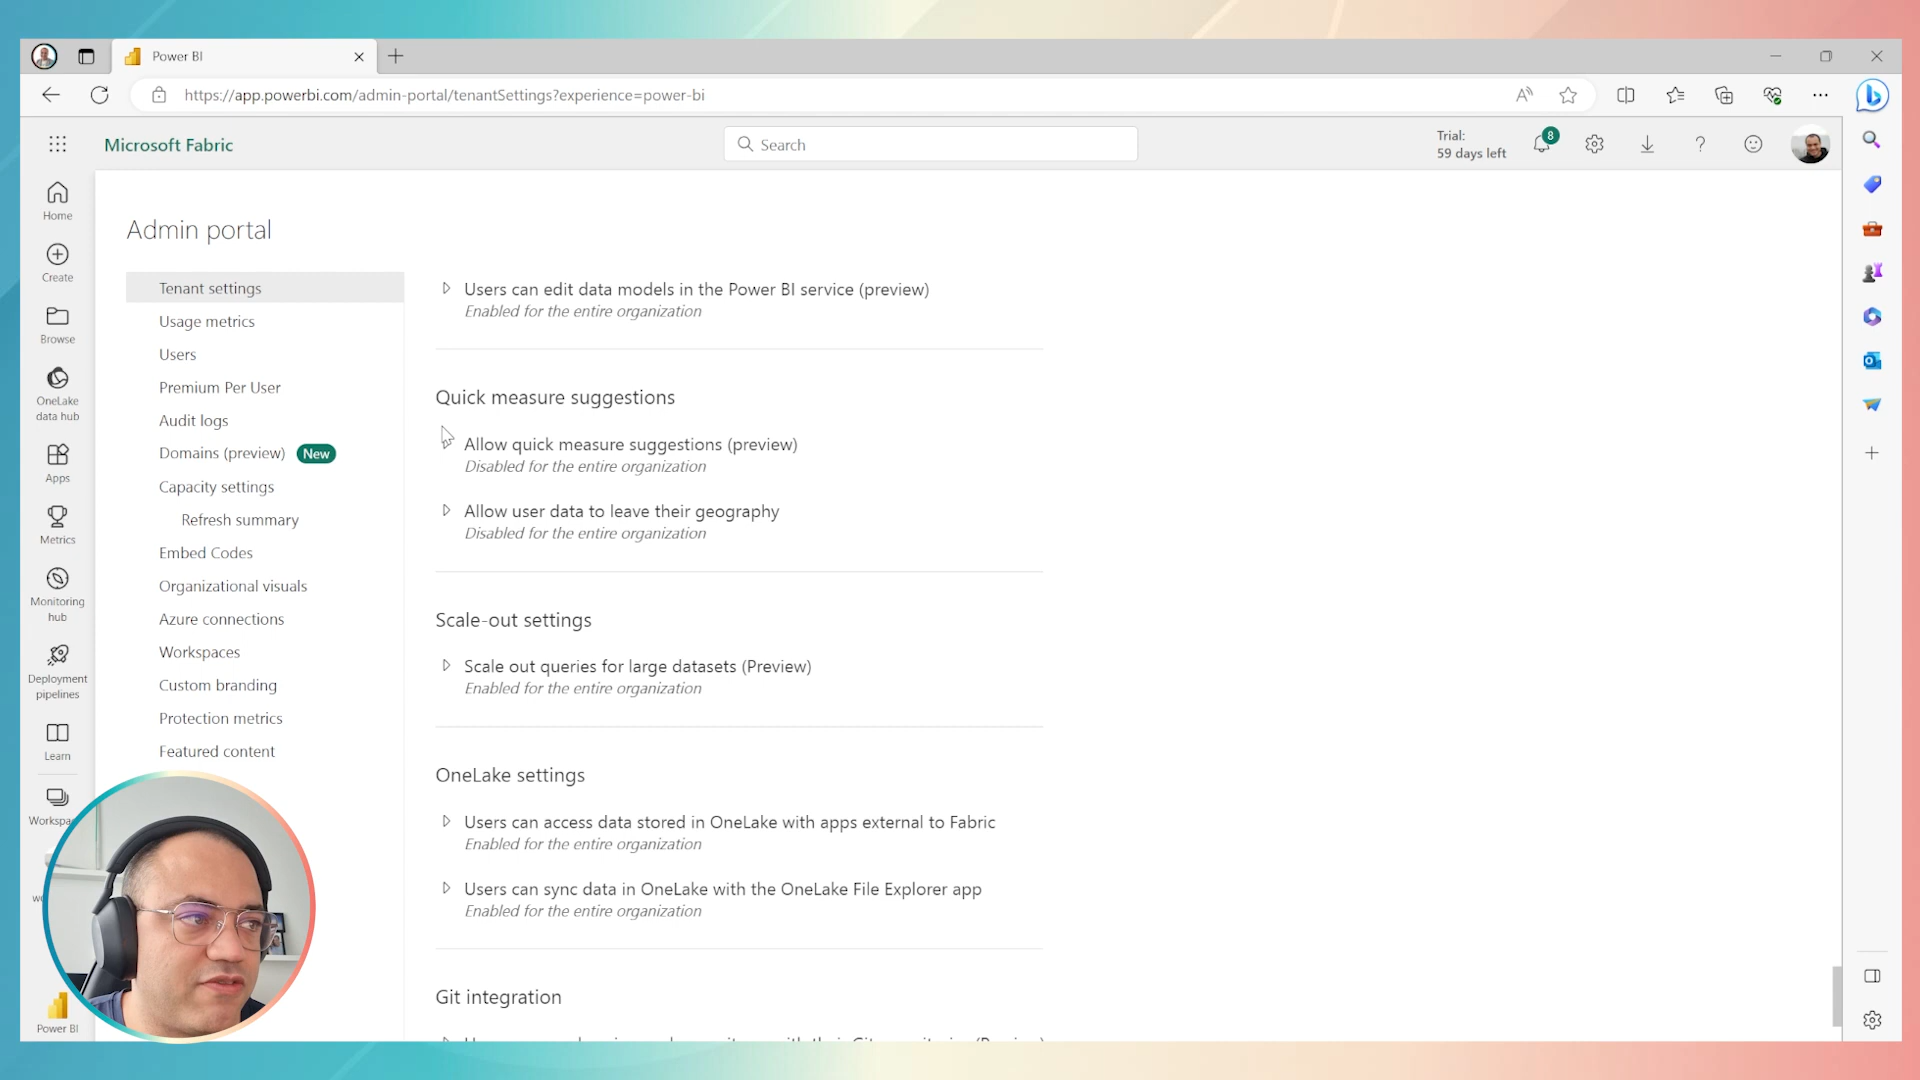 Power BI
https://app.powerbi.com/admin-portal/tenantSettings?experience=power-bi
Microsoft Fabric
Search
Trial:
59 days left
8
Home
Create
Browse
OneLake
data hub
Apps
Metrics
Monitoring
hub
Deployment
pipelines
Learn
Power BI
Admin portal
Tenant settings
Usage metrics
Users
Premium Per User
Audit logs
Domains (preview) New
Capacity settings
Refresh summary
Embed Codes
Organizational visuals
Azure connections
Workspaces
Custom branding
Protection metrics
Featured content
Users can edit data models in the Power BI service (preview)
Enabled for the entire organization
Quick measure suggestions
Allow quick measure suggestions (preview)
Disabled for the entire organization
Allow user data to leave their geography
Disabled for the entire organization
Scale-out settings
Scale out queries for large datasets (Preview)
Enabled for the entire organization
OneLake settings
Users can access data stored in OneLake with apps external to Fabric
Enabled for the entire organization
Users can sync data in OneLake with the OneLake File Explorer app
Enabled for the entire organization
Git integration